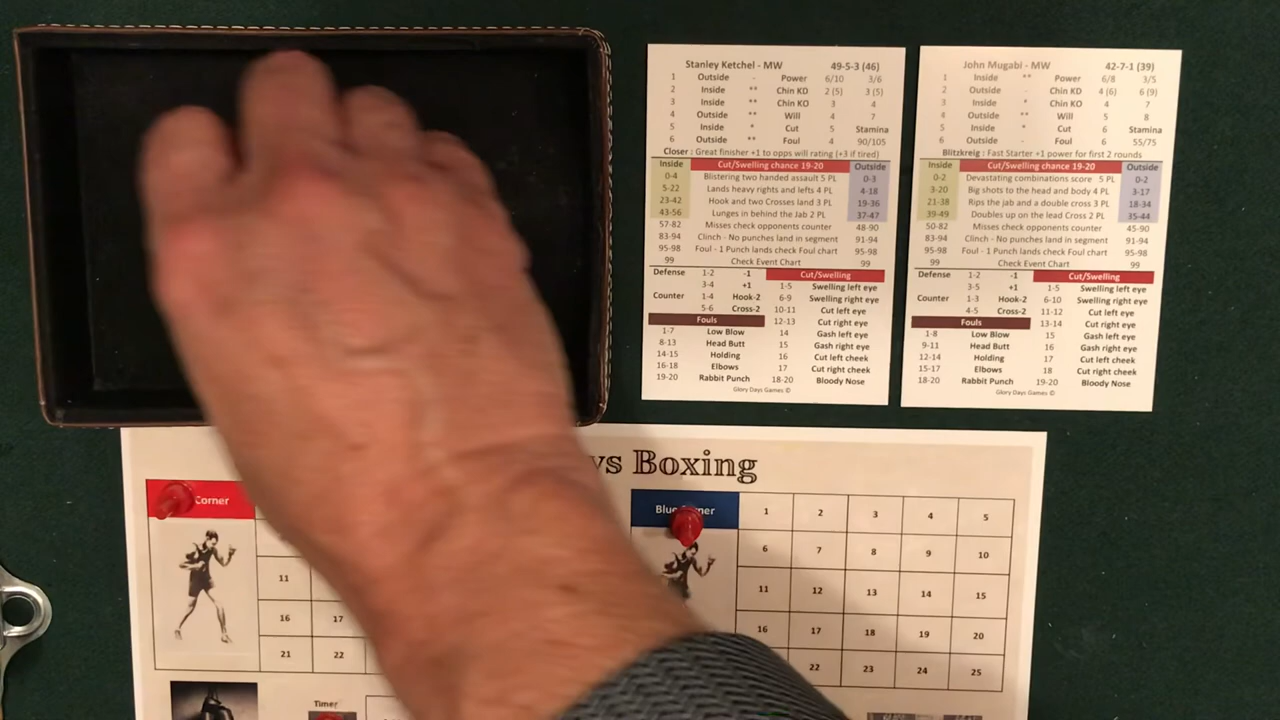 Stanley Ketchel - MW 49-5-3 (46)
1 Outside - Power 6/10 3/6
2 Inside ** Chin KD 2 (5) 3 (5)
3 Inside ** Chin KO 3 4
4 Outside ** Will 4 7
5 Inside * Cut 5 Stamina
6 Outside ** Foul 4 90/105
Closer : Great finisher +1 to opps will rating (+3 if tired)
Inside Cut/Swelling chance 19-20 Outside
0-4 Blistering two handed assault 5 PL 0-3
5-22 Lands heavy rights and lefts 4 PL 4-18
23-42 Hook and two Crosses land 3 PL 19-36
43-56 Lunges in behind the Jab 2 PL 37-47
57-82 Misses check opponents counter 48-90
83-94 Clinch - No punches land in segment 91-94
95-98 Foul - 1 Punch lands check Foul chart 95-98
99 Check Event Chart 99
Defense 1-2 -1 Cut/Swelling
3-4 +1 1-5 Swelling left eye
Counter 1-4 Hook-2 6-9 Swelling right eye
5-6 Cross-2 10-11 Cut left eye
Fouls 12-13 Cut right eye
1-7 Low Blow 14 Gash left eye
8-13 Head Butt 15 Gash right eye
14-15 Holding 16 Cut left cheek
16-18 Elbows 17 Cut right cheek
19-20 Rabbit Punch 18-20 Bloody Nose
Glory Days Games ©
John Mugabi - MW 42-7-1 (39)
1 Inside ** Power 6/8 3/5
2 Outside - Chin KD 4 (6) 6 (9)
3 Inside * Chin KO 4 7
4 Outside ** Will 5 8
5 Inside * Cut 6 Stamina
6 Outside ** Foul 6 55/75
Blitzkreig : Fast Starter +1 power for first 2 rounds
Inside Cut/Swelling chance 19-20 Outside
0-2 Devastating combinations score 5 PL 0-2
3-20 Big shots to the head and body 4 PL 3-17
21-38 Rips the jab and a double cross 3 PL 18-34
39-49 Doubles up on the lead Cross 2 PL 35-44
50-82 Misses check opponents counter 45-90
83-94 Clinch - No punches land in segment 91-94
95-98 Foul - 1 Punch lands check Foul chart 95-98
99 Check Event Chart 99
Defense 1-2 -1 Cut/Swelling
3-5 +1 1-5 Swelling left eye
Counter 1-3 Hook-2 6-10 Swelling right eye
4-5 Cross-2 11-12 Cut left eye
Fouls 13-14 Cut right eye
1-8 Low Blow 15 Gash left eye
9-11 Head Butt 16 Gash right eye
12-14 Holding 17 Cut left cheek
15-17 Elbows 18 Cut right cheek
18-20 Rabbit Punch 19-20 Bloody Nose
Glory Days Games ©
Boxing
Corner
11
16 17
21 22
Timer
1 2 3 4 5
6 7 8 9 10
11 12 13 14 15
16 17 18 19 20
22 23 24 25